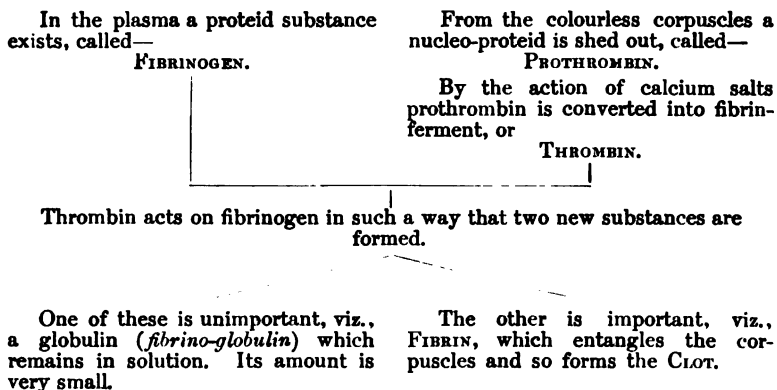 In the plasma a proteid substance
exists, called—
FIBRINOGEN.
From the colourless corpuscles a
nucleo-proteid is shed out, called—
PROTHROMBIN.
By the action of calcium salts
prothrombin is converted into fibrin-
ferment, or
THROMBIN.
Thrombin acts on fibrinogen in such a way that two new substances are
formed.
One of these is unimportant, viz.,
a globulin (fibrino-globulin) which
remains in solution. Its amount is
very small.
The other is important, viz.,
FIBRIN, which entangles the cor-
puscles and so forms the CLOT.